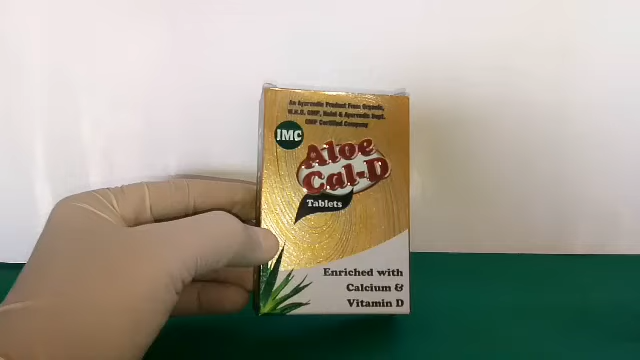 An Ayurvedic Product From Organic,
W.H.O. GMP, Halal & Ayurvedic Dept.
GMP Certified Company
IMC
Aloe
Cal-D
Tablets
Enriched with
Calcium &
Vitamin D